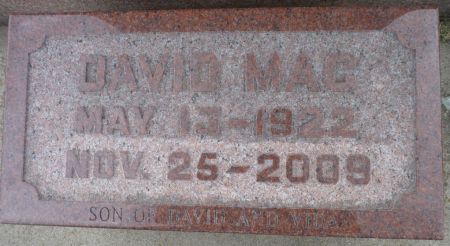 DAVID MAC
MAY 13-1922
NOV. 25-2009
SON OF DAVID AND